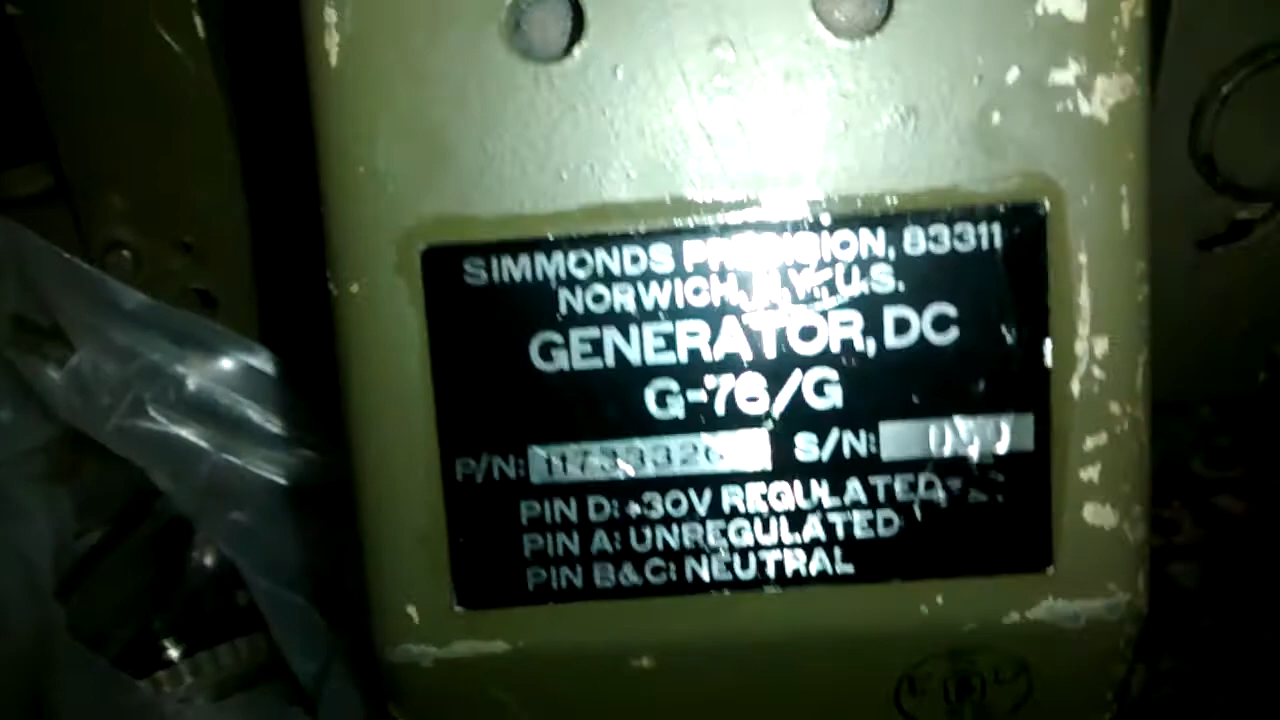 SIMMONDS PRECISION, 83311
NORWICH, N.Y., U.S.
GENERATOR, DC
G-76/G
P/N: S/N:
PIN D: +30V REGULATED
PIN A: UNREGULATED
PIN B&C: NEUTRAL